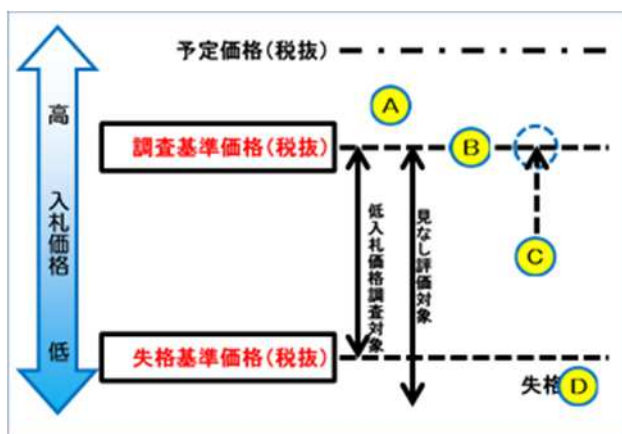 予定価格(税抜)
高
A
調査基準価格(税抜)
B
入札価格
低入札価格調査対象
見なし評価対象
C
低
失格基準価格(税抜)
失格
D